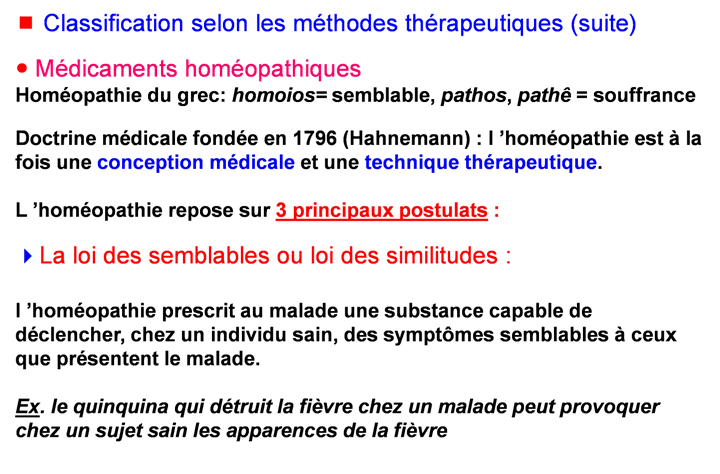 Classification selon les méthodes thérapeutiques (suite)
Médicaments homéopathiques
Homéopathie du grec: homoios= semblable, pathos, pathê = souffrance
Doctrine médicale fondée en 1796 (Hahnemann) : l ’homéopathie est à la
fois une conception médicale et une technique thérapeutique.
L ’homéopathie repose sur 3 principaux postulats :
La loi des semblables ou loi des similitudes :
l ’homéopathie prescrit au malade une substance capable de
déclencher, chez un individu sain, des symptômes semblables à ceux
que présentent le malade.
Ex. le quinquina qui détruit la fièvre chez un malade peut provoquer
chez un sujet sain les apparences de la fièvre